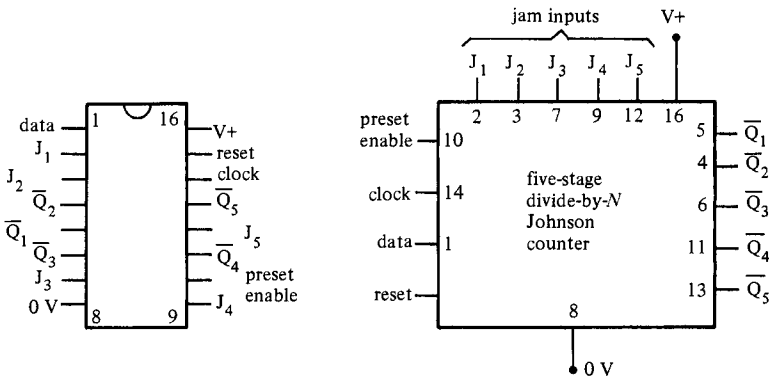 jam inputs
V+
J1 J2 J3 J4 J5
1 16
data V+
J1 reset
J2 clock
Q̅2 Q̅5
Q̅1 J5
Q̅3 Q̅4
J3 preset enable
0 V J4
8 9
2 3 7 9 12 16
preset
enable 10
clock 14
data 1
reset
five-stage
divide-by-N
Johnson
counter
5 Q̅1
4 Q̅2
6 Q̅3
11 Q̅4
13 Q̅5
8
0 V